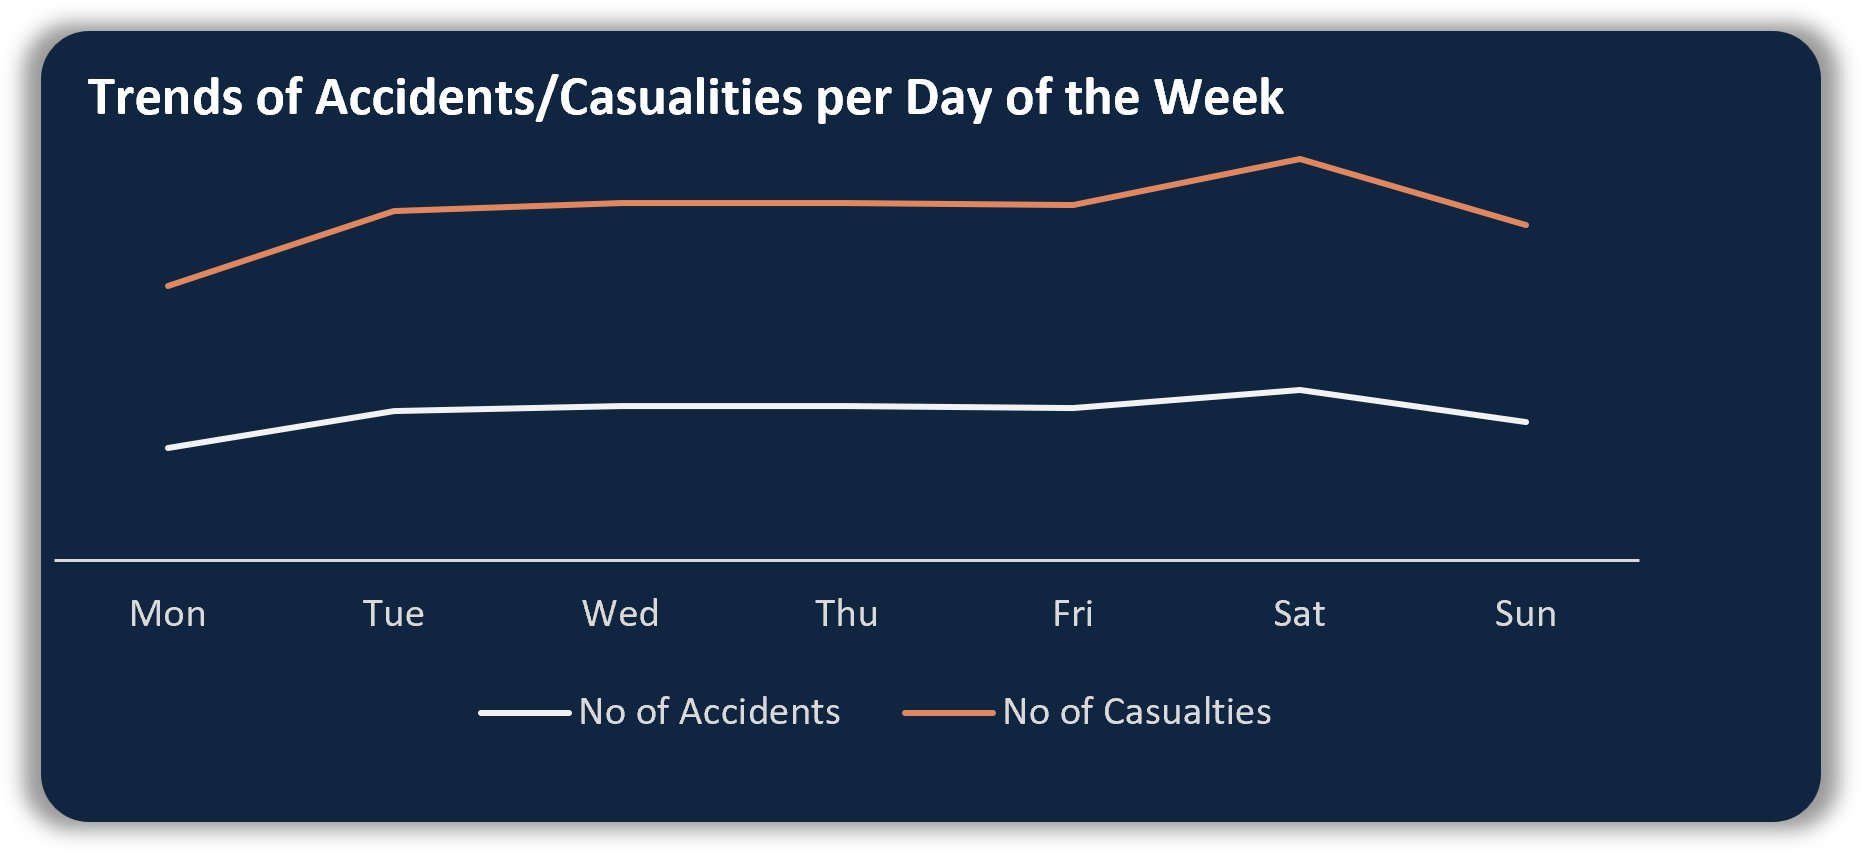 Trends of Accidents/Casualities per Day of the Week
Mon Tue Wed Thu Fri Sat Sun
No of Accidents No of Casualties